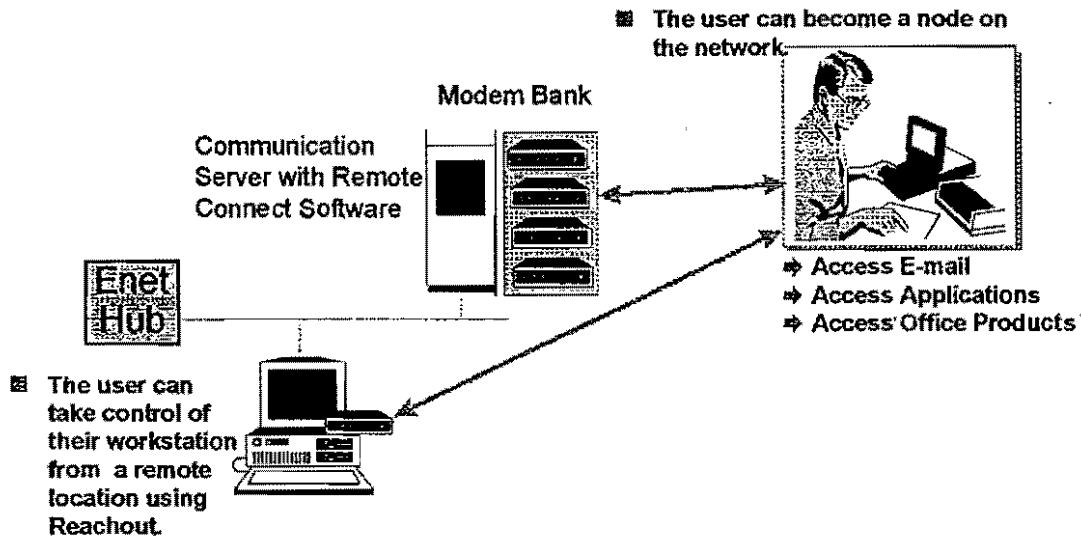 The user can become a node on
the network.
Modem Bank
Communication
Server with Remote
Connect Software
Enet
Hub
Access E-mail
Access Applications
Access Office Products
The user can
take control of
their workstation
from a remote
location using
Reachout.